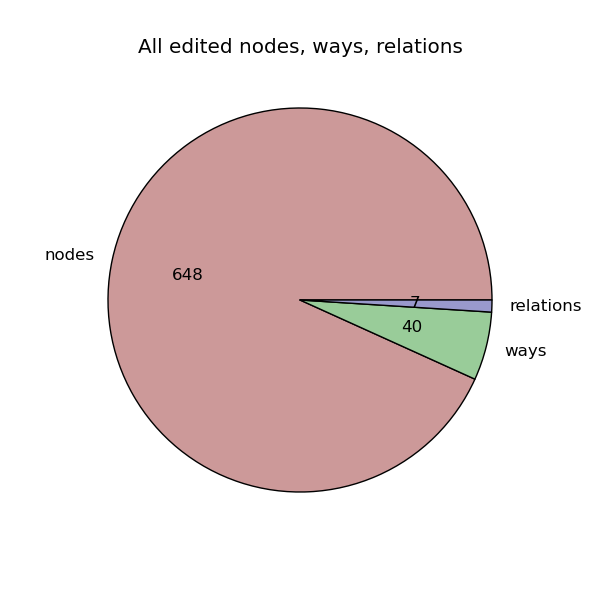 All edited nodes, ways, relations
nodes
648
7
relations
40
ways